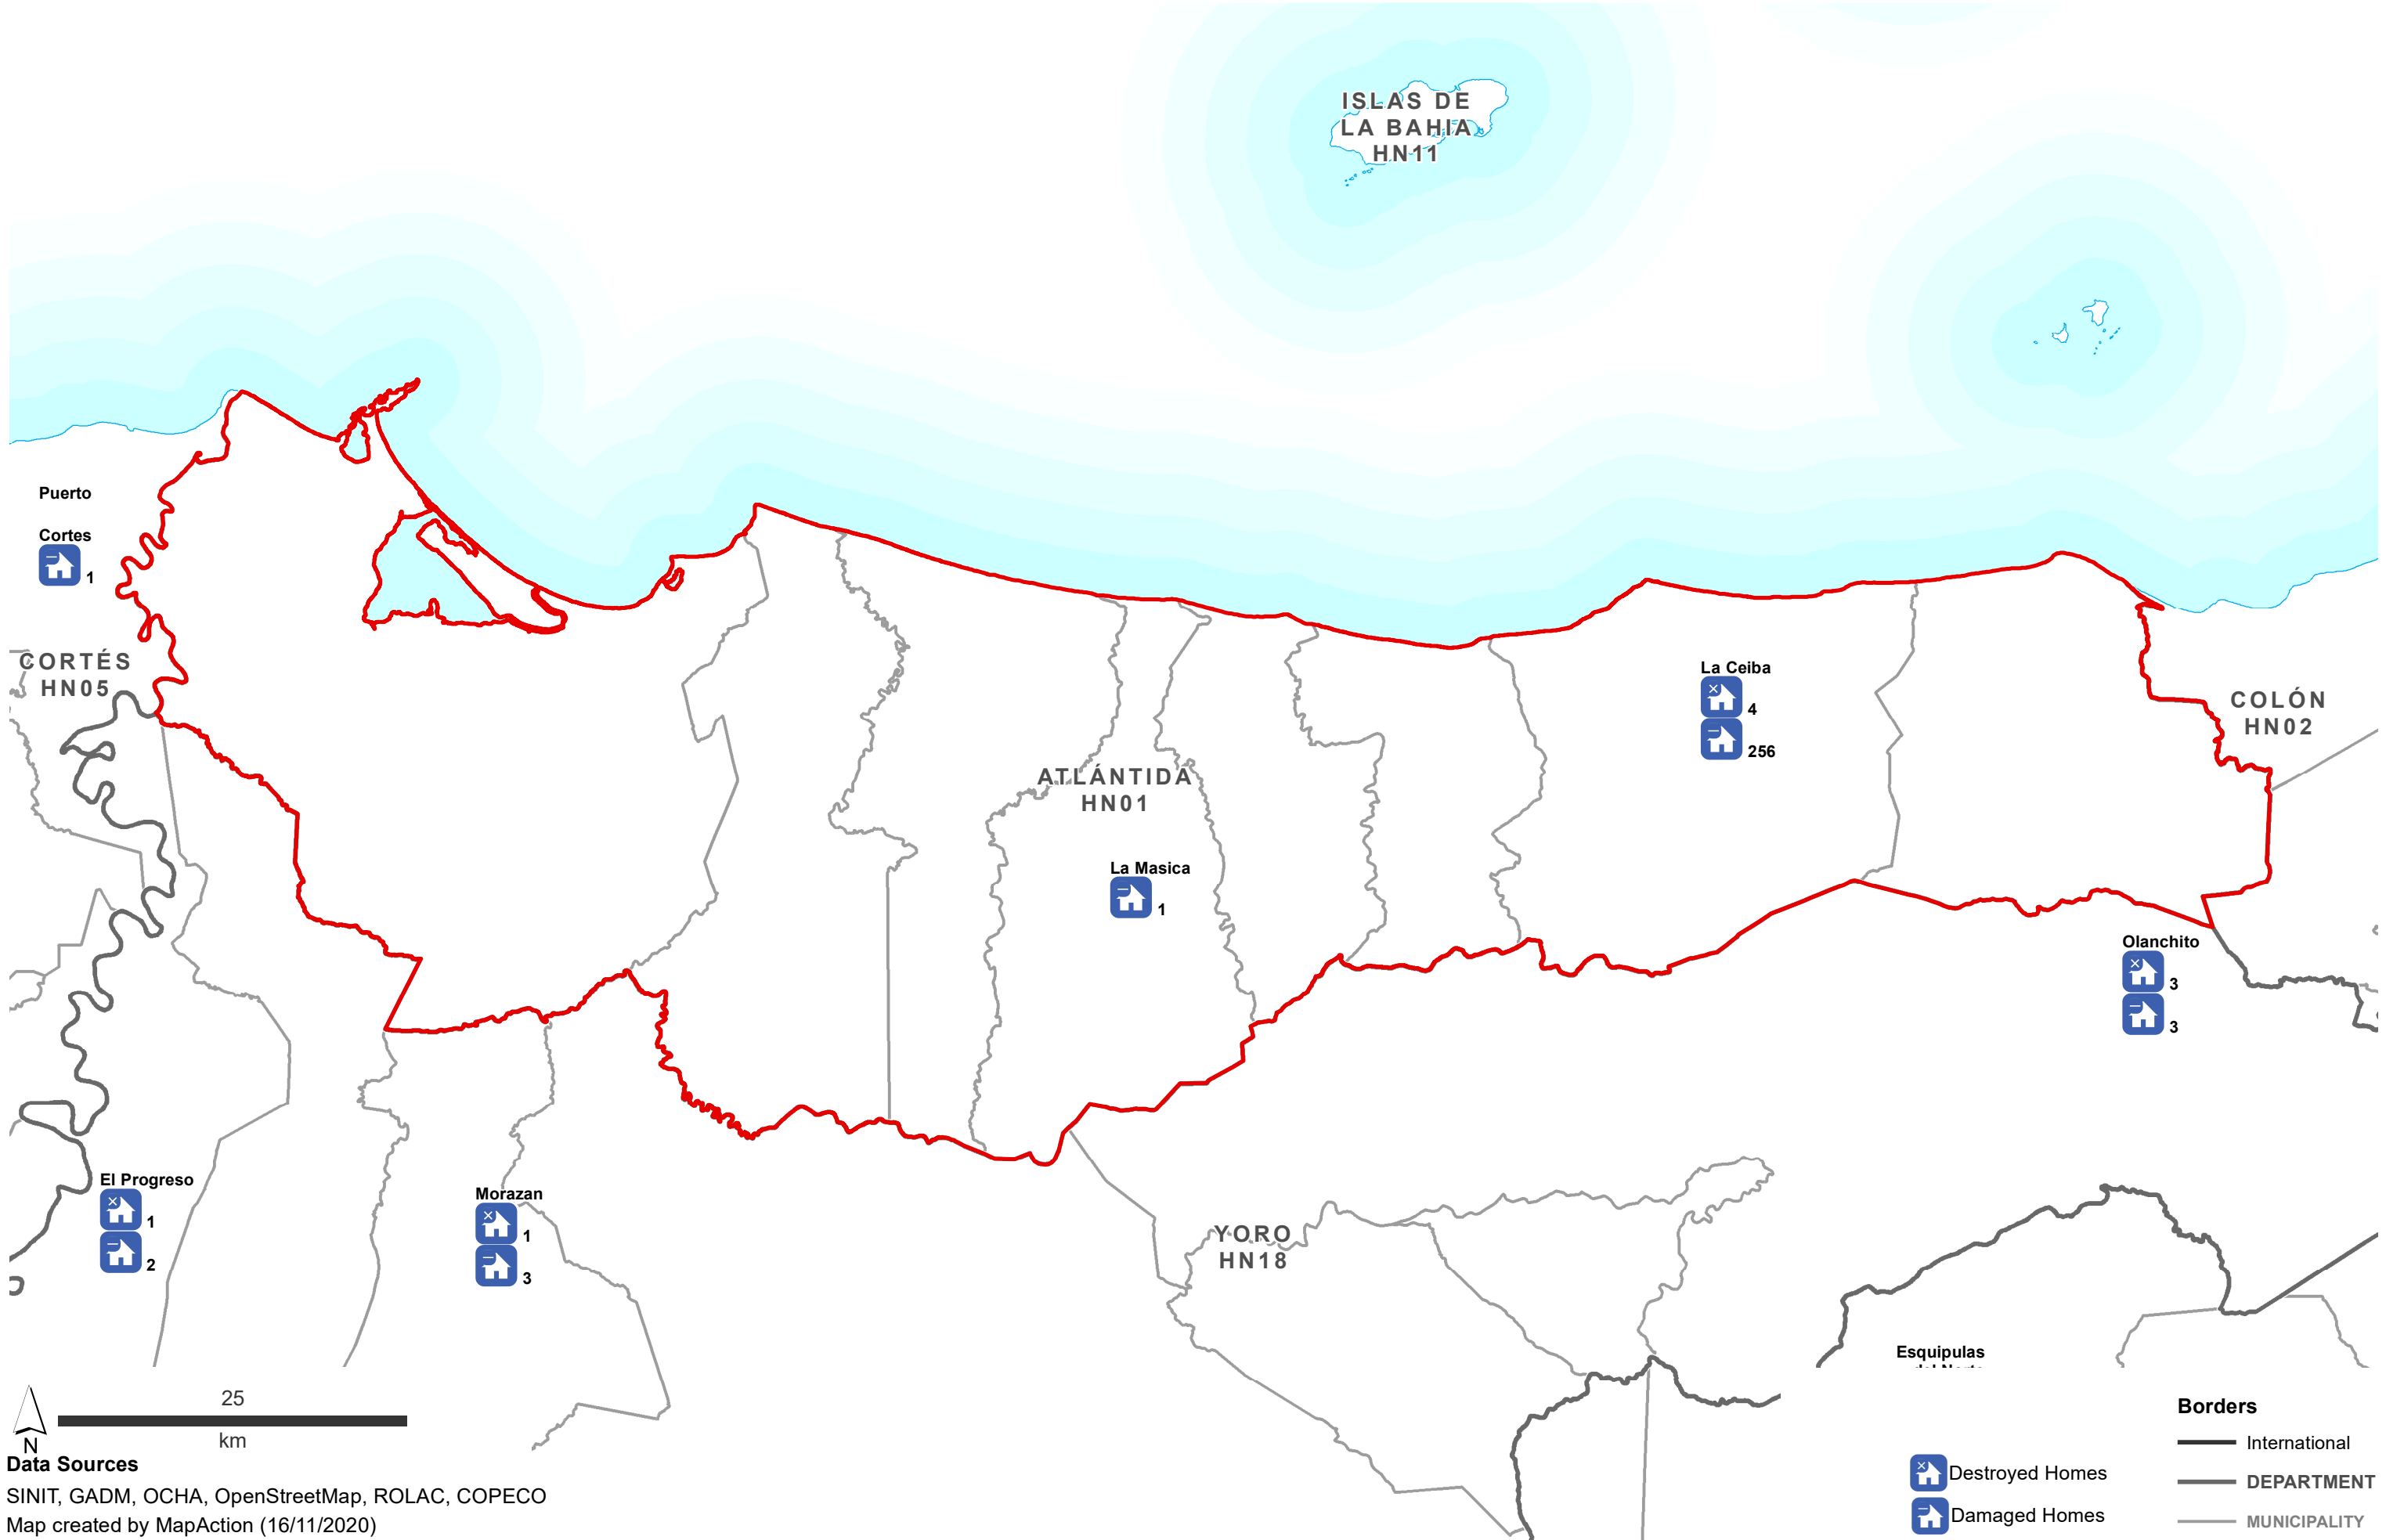 ISLAS DE
LA BAHIA
HN11
Puerto
Cortes
1
CORTÉS
HN05
La Ceiba
4
256
COLÓN
HN02
ATLÁNTIDA
HN01
La Masica
1
Olanchito
3
3
El Progreso
1
2
Morazan
1
3
YORO
HN18
Esquipulas
25
km
N
Borders
International
DEPARTMENT
MUNICIPALITY
Destroyed Homes
Damaged Homes
Data Sources
SINIT, GADM, OCHA, OpenStreetMap, ROLAC, COPECO
Map created by MapAction (16/11/2020)